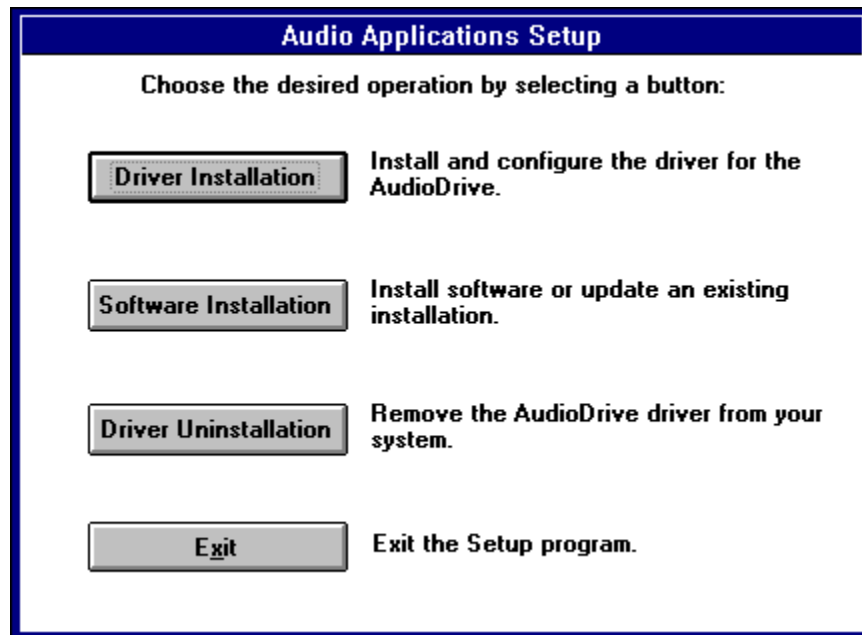 Audio Applications Setup
Choose the desired operation by selecting a button:
Driver Installation
Install and configure the driver for the
AudioDrive.
Software Installation
Install software or update an existing
installation.
Driver Uninstallation
Remove the AudioDrive driver from your
system.
Exit
Exit the Setup program.